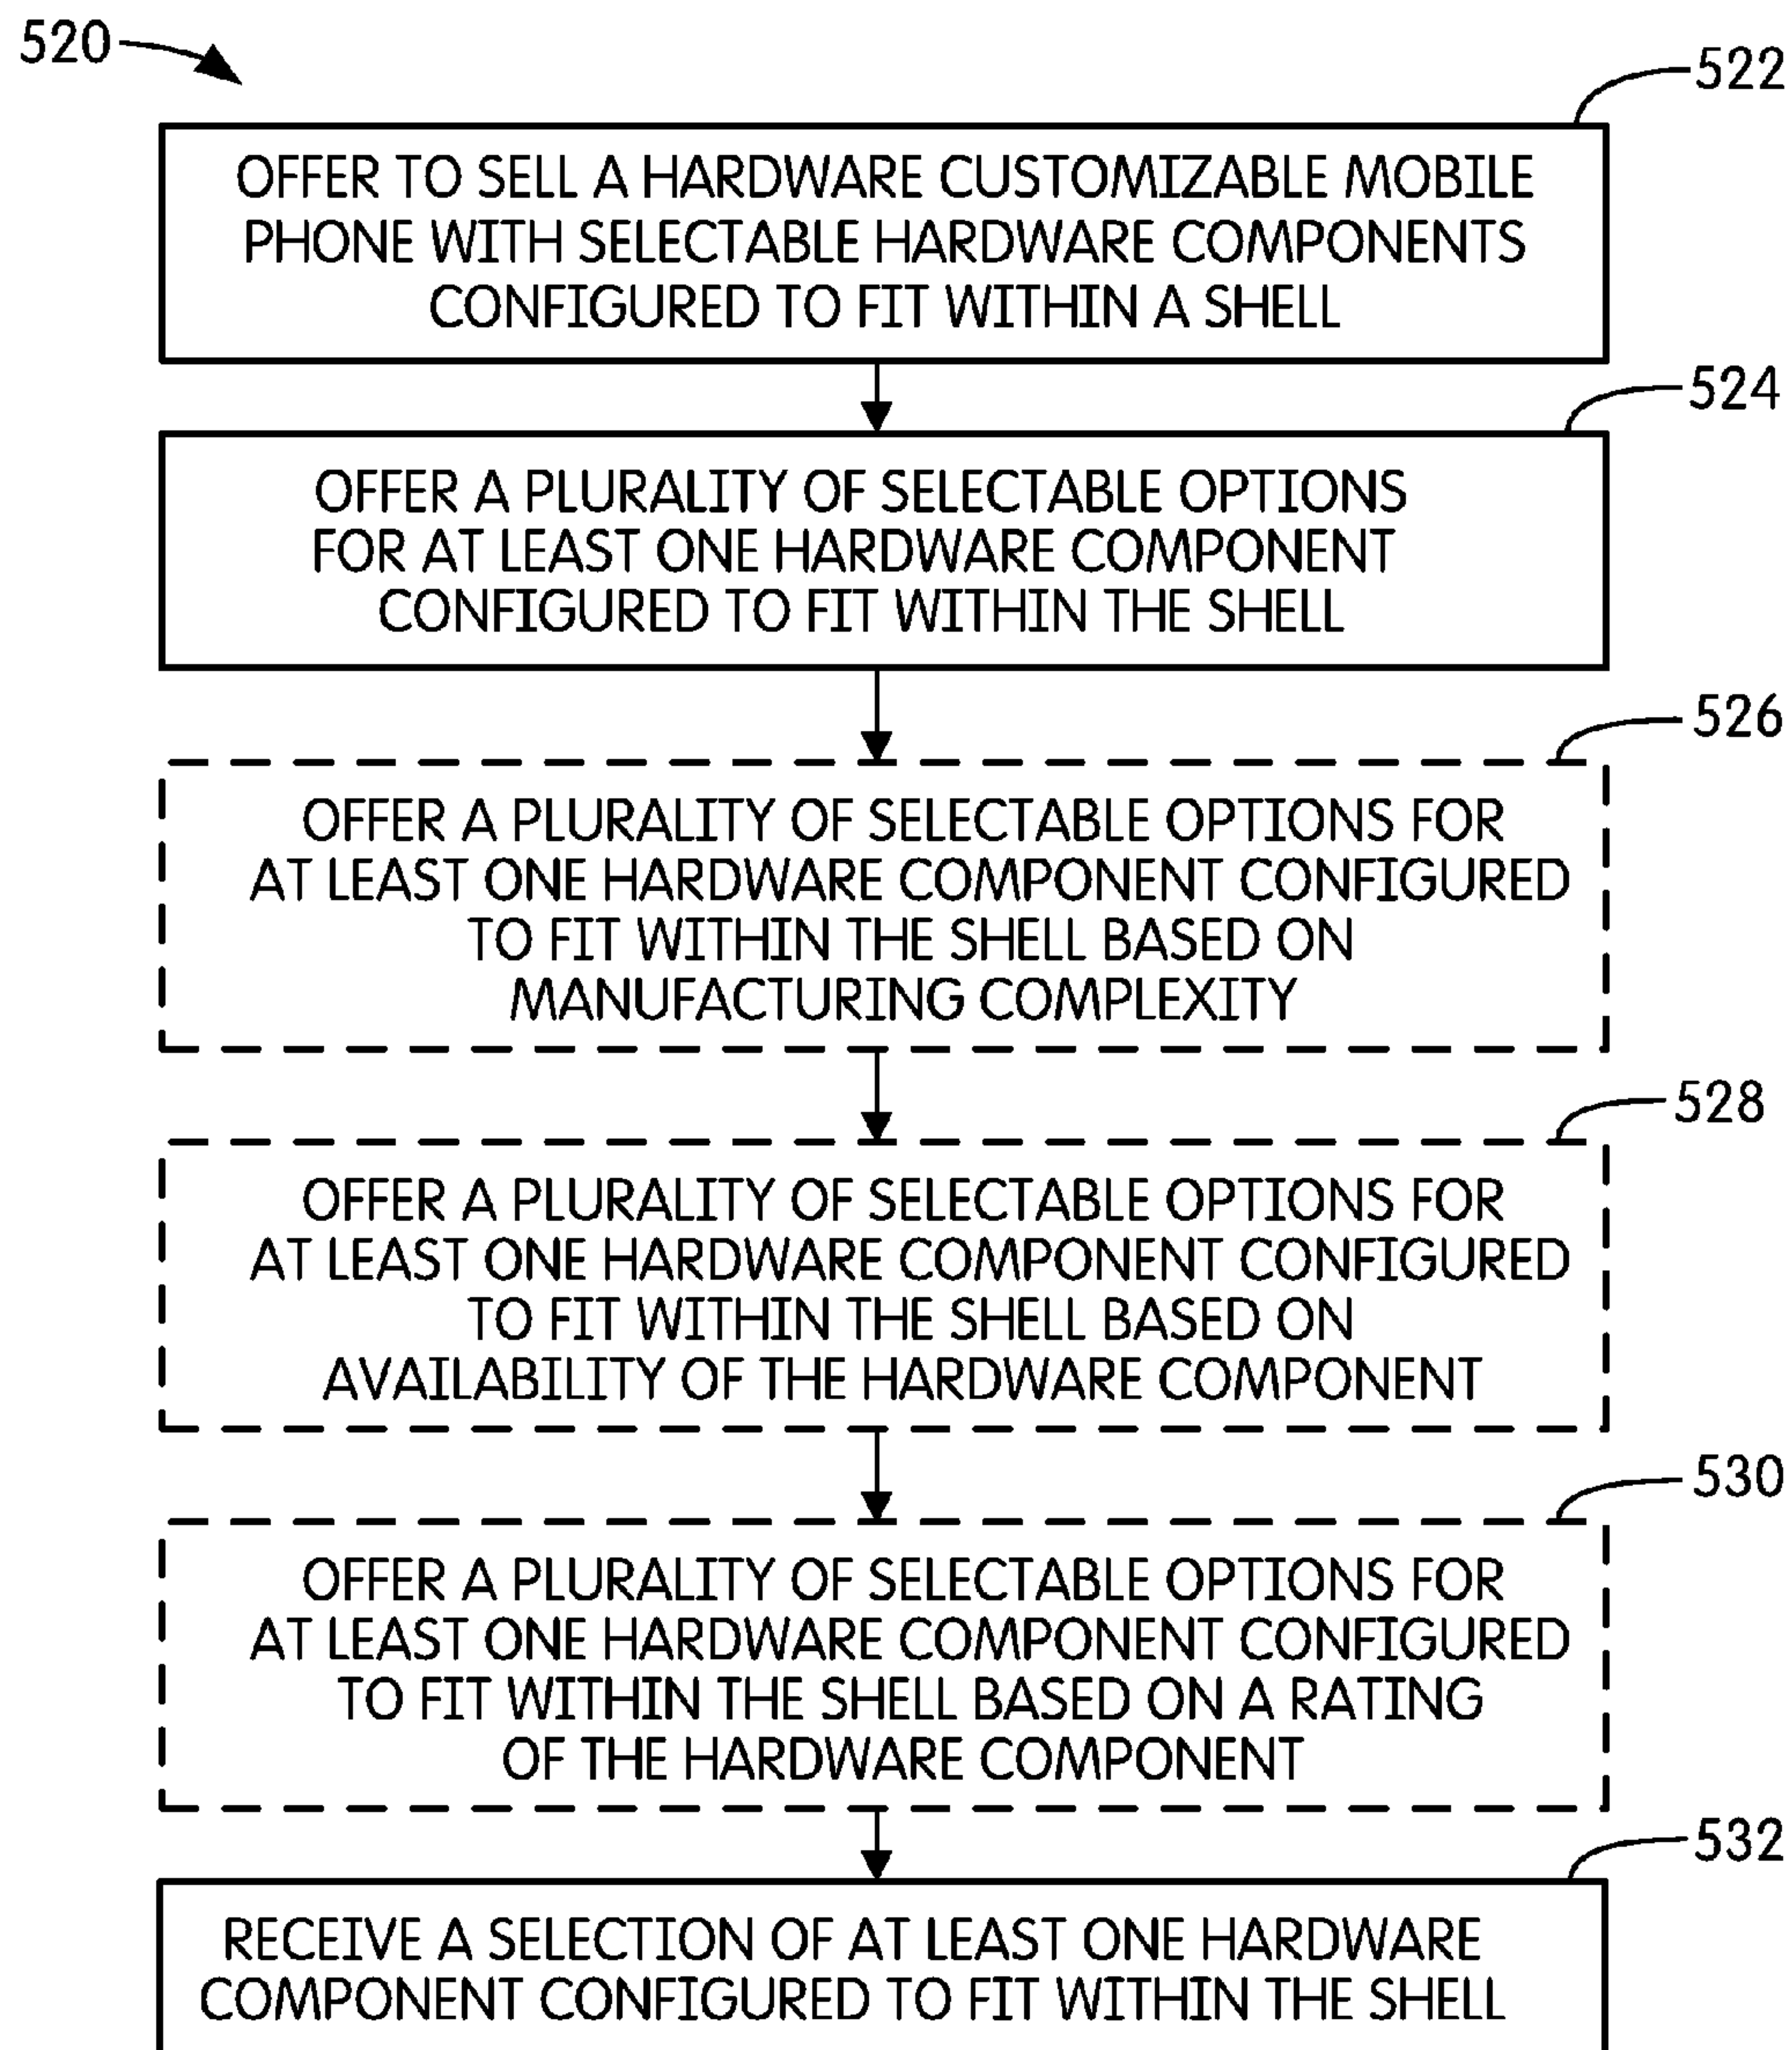 520
522
OFFER TO SELL A HARDWARE CUSTOMIZABLE MOBILE
PHONE WITH SELECTABLE HARDWARE COMPONENTS
CONFIGURED TO FIT WITHIN A SHELL
524
OFFER A PLURALITY OF SELECTABLE OPTIONS
FOR AT LEAST ONE HARDWARE COMPONENT
CONFIGURED TO FIT WITHIN THE SHELL
526
OFFER A PLURALITY OF SELECTABLE OPTIONS FOR
AT LEAST ONE HARDWARE COMPONENT CONFIGURED
TO FIT WITHIN THE SHELL BASED ON
MANUFACTURING COMPLEXITY
528
OFFER A PLURALITY OF SELECTABLE OPTIONS FOR
AT LEAST ONE HARDWARE COMPONENT CONFIGURED
TO FIT WITHIN THE SHELL BASED ON
AVAILABILITY OF THE HARDWARE COMPONENT
530
OFFER A PLURALITY OF SELECTABLE OPTIONS FOR
AT LEAST ONE HARDWARE COMPONENT CONFIGURED
TO FIT WITHIN THE SHELL BASED ON A RATING
OF THE HARDWARE COMPONENT
532
RECEIVE A SELECTION OF AT LEAST ONE HARDWARE
COMPONENT CONFIGURED TO FIT WITHIN THE SHELL